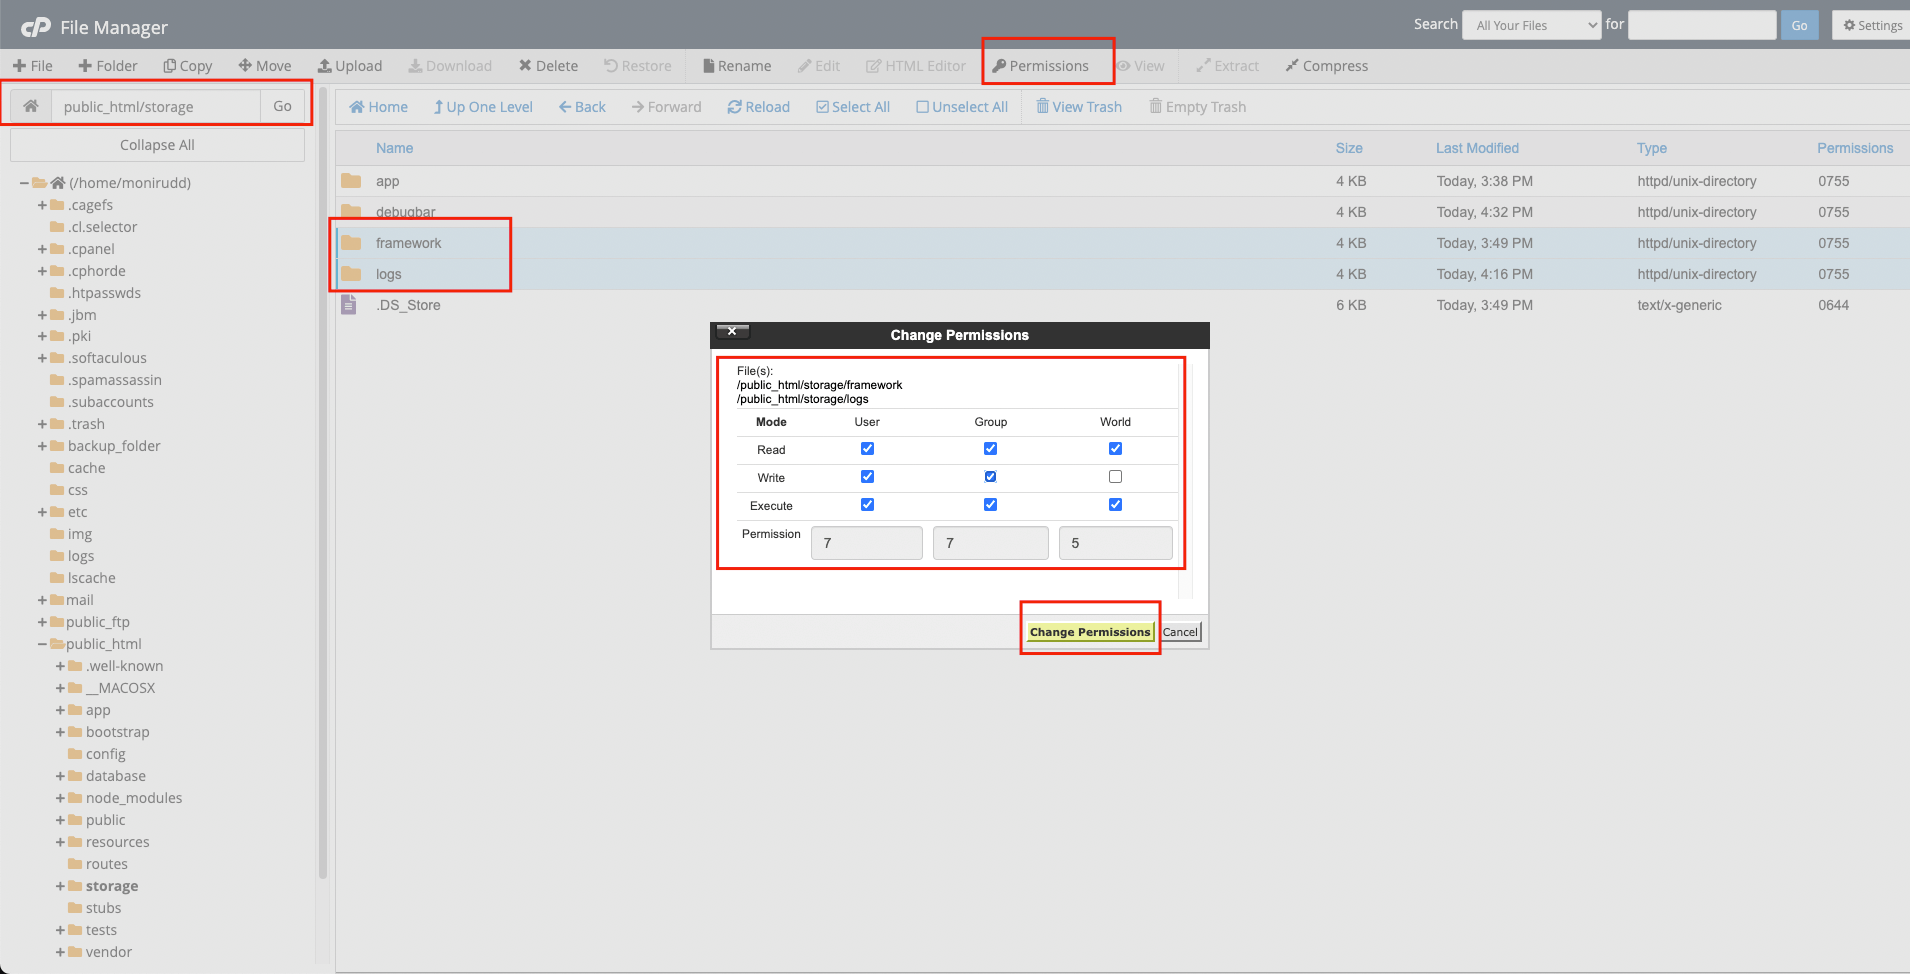 cP File Manager
Search All Your Files for Go Settings
File Folder Copy Move Upload Download Delete Restore Rename Edit HTML Editor Permissions View Extract Compress
public_html/storage Go
Home Up One Level Back Forward Reload Select All Unselect All View Trash Empty Trash
Collapse All
(/home/monirudd)
.cagefs
.cl.selector
.cpanel
.cphorde
.htpasswds
.jbm
.pki
.softaculous
.spamassassin
.subaccounts
.trash
backup_folder
cache
css
etc
img
logs
lscache
mail
public_ftp
public_html
.well-known
__MACOSX
app
bootstrap
config
database
node_modules
public
resources
routes
storage
stubs
tests
vendor
Name Size Last Modified Type Permissions
app 4 KB Today, 3:38 PM httpd/unix-directory 0755
debugbar 4 KB Today, 4:32 PM httpd/unix-directory 0755
framework 4 KB Today, 3:49 PM httpd/unix-directory 0755
logs 4 KB Today, 4:16 PM httpd/unix-directory 0755
.DS_Store 6 KB Today, 3:49 PM text/x-generic 0644
Change Permissions
File(s):
/public_html/storage/framework
/public_html/storage/logs
Mode User Group World
Read
Write
Execute
Permission 7 7 5
Change Permissions Cancel